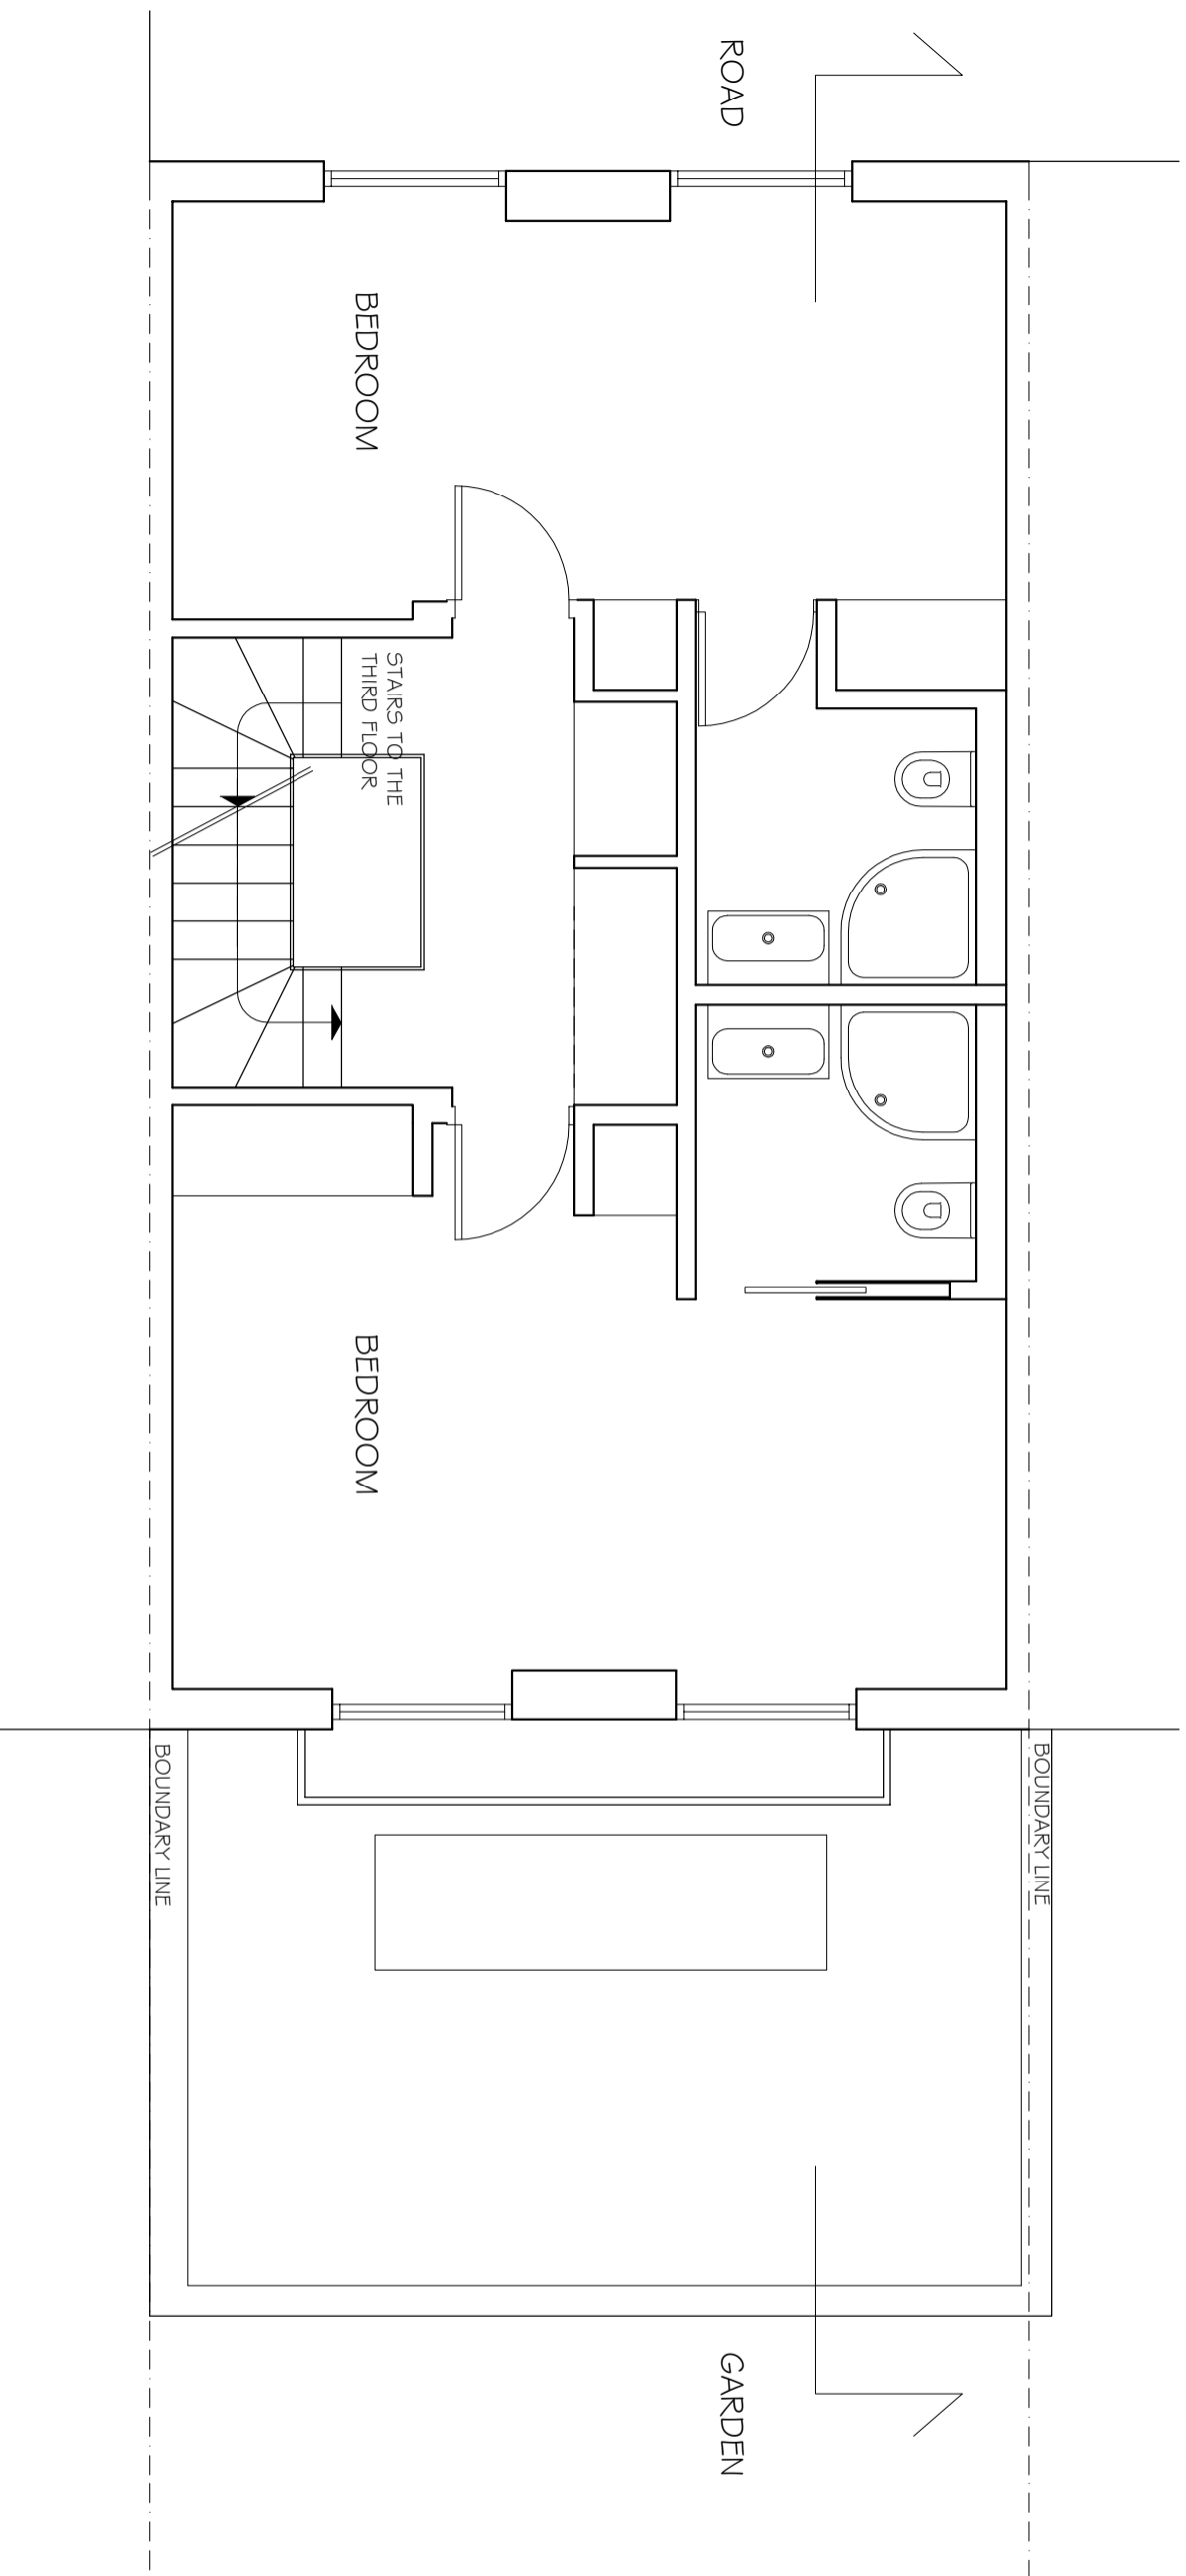 ROAD
BEDROOM
STAIRS TO THE
THIRD FLOOR
BEDROOM
BOUNDARY LINE
BOUNDARY LINE
GARDEN